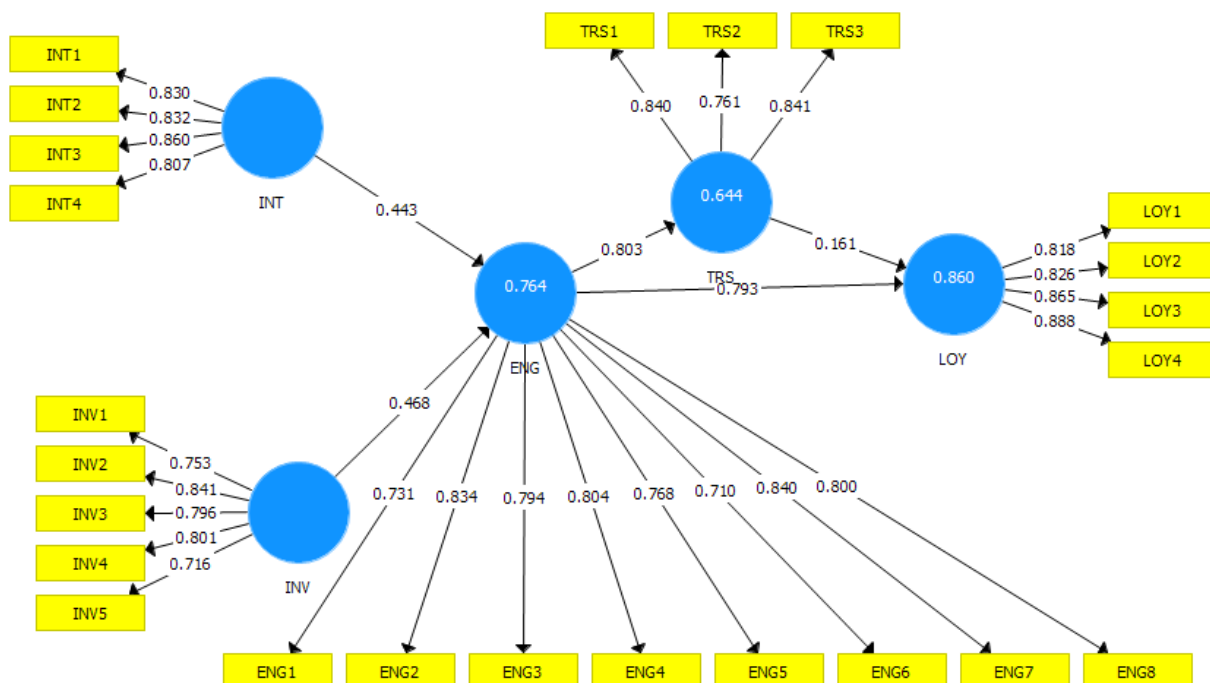 TRS1
TRS2
TRS3
INT1
INT2
INT3
INT4
0.830
0.832
0.860
0.807
INT
0.840
0.761
0.841
0.644
TRS
0.443
0.803
0.161
0.793
0.764
ENG
0.860
LOY
0.818
0.826
0.865
0.888
LOY1
LOY2
LOY3
LOY4
INV1
INV2
INV3
INV4
INV5
0.753
0.841
0.796
0.801
0.716
INV
0.468
0.731
0.834
0.794
0.804
0.768
0.710
0.840
0.800
ENG1
ENG2
ENG3
ENG4
ENG5
ENG6
ENG7
ENG8